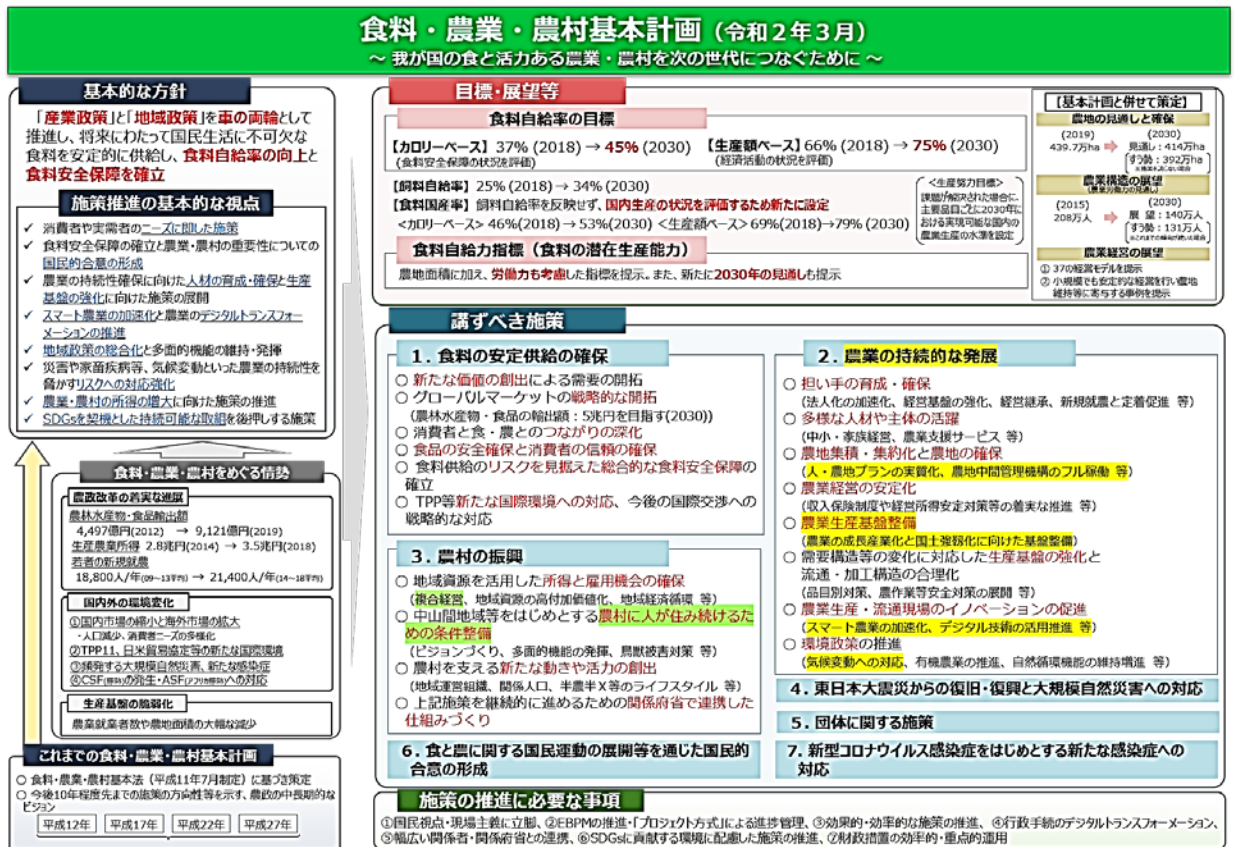 食料・農業・農村基本計画（令和２年３月）
～ 我が国の食と活力ある農業・農村を次の世代につなぐために ～
基本的な方針
「産業政策」と「地域政策」を車の両輪として
推進し、将来にわたって国民生活に不可欠な
食料を安定的に供給し、食料自給率の向上と
食料安全保障を確立
施策推進の基本的な視点
✓ 消費者や実需者のニーズに即した施策
✓ 食料安全保障の確立と農業・農村の重要性についての
国民的合意の形成
✓ 農業の持続性確保に向けた人材の育成・確保と生産
基盤の強化に向けた施策の展開
✓ スマート農業の加速化と農業のデジタルトランスフォー
メーションの推進
✓ 地域政策の総合化と多面的機能の維持・発揮
✓ 災害や家畜疾病等、気候変動といった農業の持続性を
脅かすリスクへの対応強化
✓ 農業・農村の所得の増大に向けた施策の推進
✓ SDGsを契機とした持続可能な取組を後押しする施策
食料・農業・農村をめぐる情勢
農政改革の着実な進展
農林水産物・食品輸出額
4,497億円(2012) → 9,121億円(2019)
生産農業所得 2.8兆円(2014) → 3.5兆円(2018)
若者の新規就農
18,800人/年(09～13平均) → 21,400人/年(14～18平均)
国内外の環境変化
①国内市場の縮小と海外市場の拡大
・人口減少、消費者ニーズの多様化
②TPP11、日米貿易協定等の新たな国際環境
③頻発する大規模自然災害、新たな感染症
④CSF(豚熱)の発生・ASF(アフリカ豚熱)への対応
生産基盤の脆弱化
農業就業者数や農地面積の大幅な減少
これまでの食料・農業・農村基本計画
○ 食料・農業・農村基本法（平成11年7月制定）に基づき策定
○ 今後10年程度先までの施策の方向性等を示す、農政の中長期的な
ビジョン
平成12年 平成17年 平成22年 平成27年
目標・展望等
食料自給率の目標
【カロリーベース】37% (2018) → 45% (2030) 【生産額ベース】66% (2018) → 75% (2030)
(食料安全保障の状況を評価) (経済活動の状況を評価)
【飼料自給率】25% (2018) → 34% (2030)
【食料国産率】飼料自給率を反映せず、国内生産の状況を評価するため新たに設定
<カロリーベース> 46%(2018) → 53% (2030) <生産額ベース> 69%(2018)→79% (2030)
<生産努力目標>
課題が解決された場合に、
主要品目ごとに2030年に
おける実現可能な国内の
農業生産の水準を設定
食料自給力指標（食料の潜在生産能力）
農地面積に加え、労働力も考慮した指標を提示。また、新たに2030年の見通しも提示
【基本計画と併せて策定】
農地の見通しと確保
(2019) (2030)
439.7万ha 見通し：414万ha
すう勢：392万ha
農業構造の展望
(2015) (2030)
208万人 展 望：140万人
すう勢：131万人
農業経営の展望
① 37の経営モデルを提示
② 小規模でも安定的な経営を行い農地
維持等に寄与する事例を提示
講ずべき施策
１．食料の安定供給の確保
○ 新たな価値の創出による需要の開拓
○ グローバルマーケットの戦略的な開拓
(農林水産物・食品の輸出額：5兆円を目指す(2030))
○ 消費者と食・農とのつながりの深化
○ 食品の安全確保と消費者の信頼の確保
○ 食料供給のリスクを見据えた総合的な食料安全保障の
確立
○ TPP等新たな国際環境への対応、今後の国際交渉への
戦略的な対応
３．農村の振興
○ 地域資源を活用した所得と雇用機会の確保
(複合経営、地域資源の高付加価値化、地域経済循環 等)
○ 中山間地域等をはじめとする農村に人が住み続けるた
めの条件整備
(ビジョンづくり、多面的機能の発揮、鳥獣被害対策 等)
○ 農村を支える新たな動きや活力の創出
(地域運営組織、関係人口、半農半X等のライフスタイル 等)
○ 上記施策を継続的に進めるための関係府省で連携した
仕組みづくり
６．食と農に関する国民運動の展開等を通じた国民的
合意の形成
２．農業の持続的な発展
○ 担い手の育成・確保
(法人化の加速化、経営基盤の強化、経営継承、新規就農と定着促進 等)
○ 多様な人材や主体の活躍
(中小・家族経営、農業支援サービス 等)
○ 農地集積・集約化と農地の確保
(人・農地プランの実質化、農地中間管理機構のフル稼働 等)
○ 農業経営の安定化
(収入保険制度や経営所得安定対策等の着実な推進 等)
○ 農業生産基盤整備
(農業の成長産業化と国土強靱化に向けた基盤整備)
○ 需要構造等の変化に対応した生産基盤の強化と
流通・加工構造の合理化
(品目別対策、農作業等安全対策の展開 等)
○ 農業生産・流通現場のイノベーションの促進
(スマート農業の加速化、デジタル技術の活用推進 等)
○ 環境政策の推進
(気候変動への対応、有機農業の推進、自然循環機能の維持増進 等)
４．東日本大震災からの復旧・復興と大規模自然災害への対応
５．団体に関する施策
７．新型コロナウイルス感染症をはじめとする新たな感染症への
対応
施策の推進に必要な事項
①国民視点・現場主義に立脚、②EBPMの推進・「プロジェクト方式」による進捗管理、③効果的・効率的な施策の推進、④行政手続のデジタルトランスフォーメーション、
⑤幅広い関係者・関係府省との連携、⑥SDGsに貢献する環境に配慮した施策の推進、⑦財政措置の効率的・重点的運用